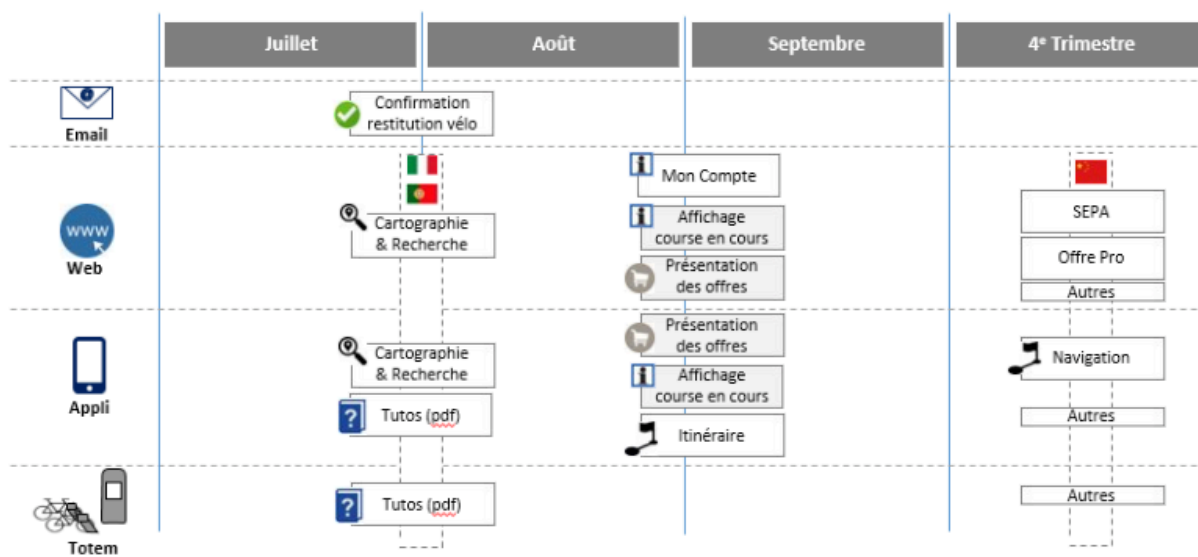 Juillet
Août
Septembre
4e Trimestre
Email
Confirmation
restitution vélo
www
Web
Cartographie
& Recherche
Mon Compte
Affichage
course en cours
Présentation
des offres
SEPA
Offre Pro
Autres
Appli
Cartographie
& Recherche
Tutos (pdf)
Présentation
des offres
Affichage
course en cours
Itinéraire
Navigation
Autres
Totem
Tutos (pdf)
Autres